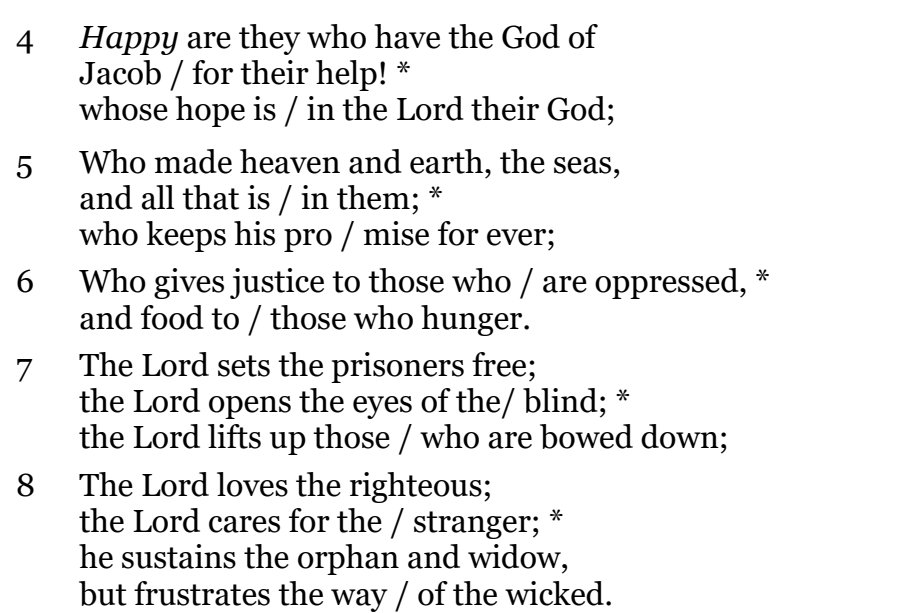 4 Happy are they who have the God of
Jacob / for their help! *
whose hope is / in the Lord their God;
5 Who made heaven and earth, the seas,
and all that is / in them; *
who keeps his pro / mise for ever;
6 Who gives justice to those who / are oppressed, *
and food to / those who hunger.
7 The Lord sets the prisoners free;
the Lord opens the eyes of the/ blind; *
the Lord lifts up those / who are bowed down;
8 The Lord loves the righteous;
the Lord cares for the / stranger; *
he sustains the orphan and widow,
but frustrates the way / of the wicked.